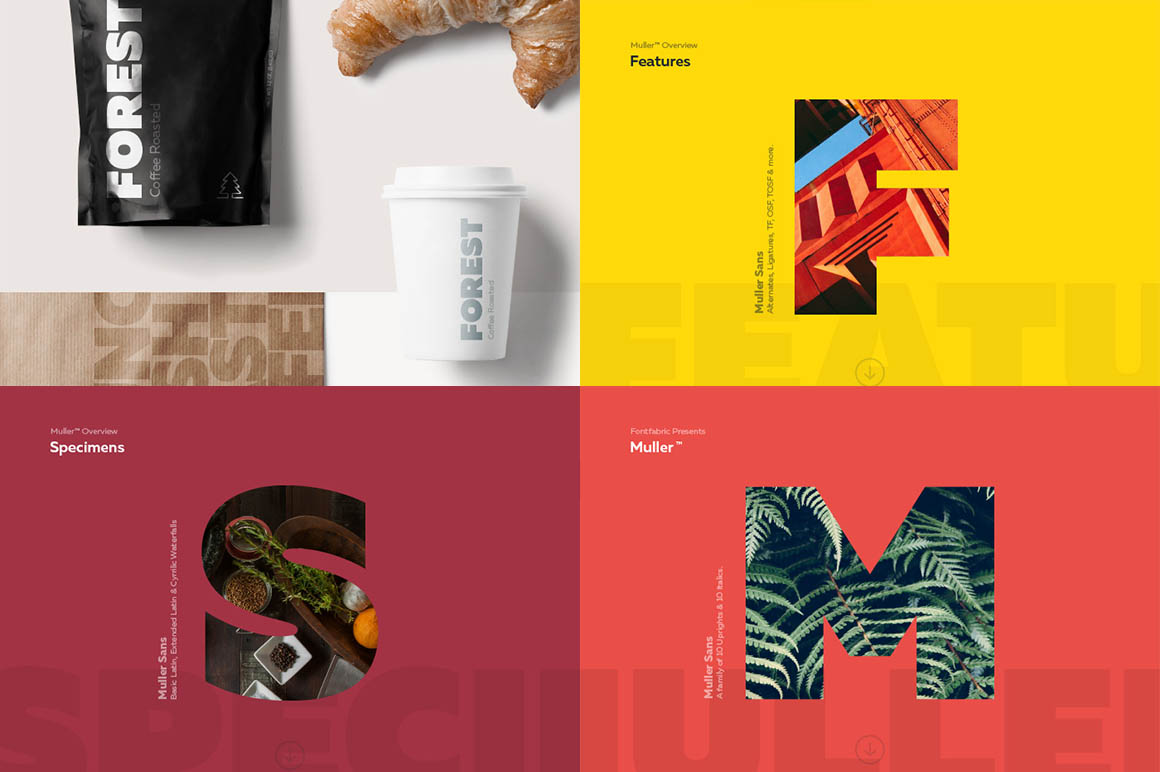 FOREST
Coffee Roasted
FOREST
Coffee Roasted
Muller™ Overview
Features
F
Muller Sans
Alternates, Ligatures, TF, OSF, TOSF & more.
FEATU
Muller™ Overview
Specimens
S
Muller Sans
Basic Latin, Extended Latin & Cyrrilic Waterfalls
SPECI
Fontfabric Presents
Muller™
M
Muller Sans
A family of 10 Uprights & 10 Italics.
ULLE